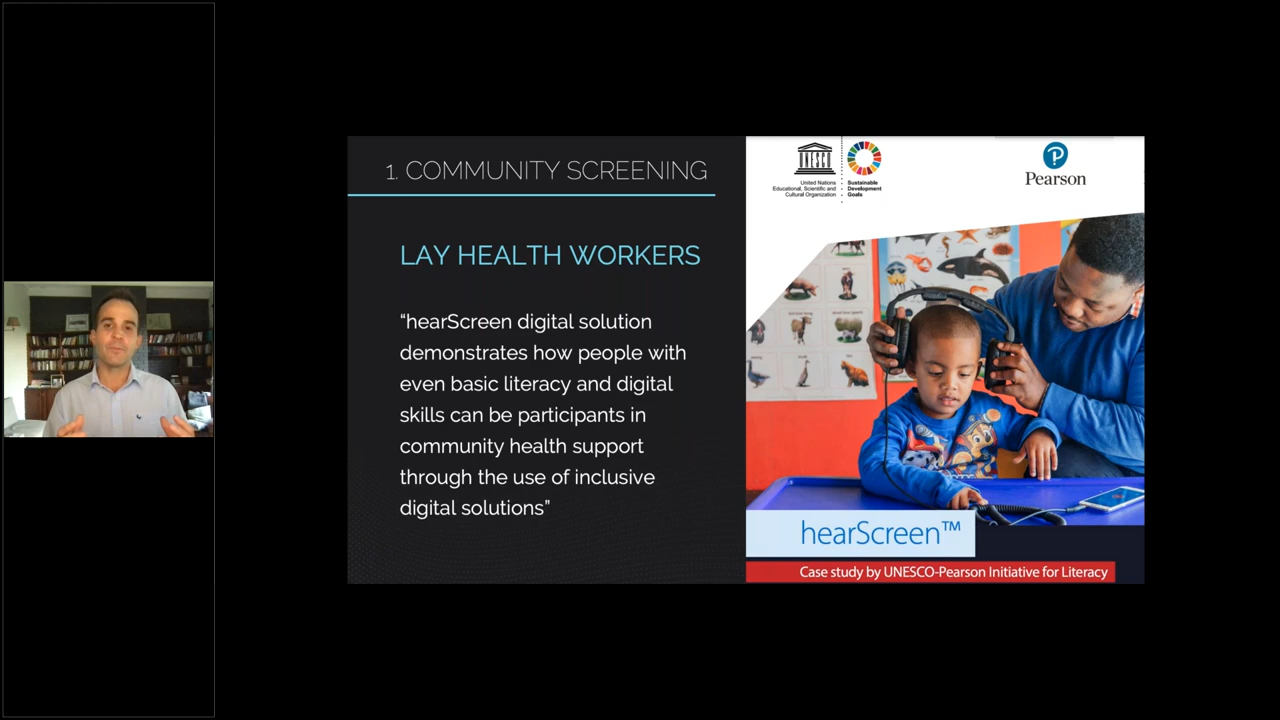 1. COMMUNITY SCREENING
LAY HEALTH WORKERS
“hearScreen digital solution
demonstrates how people with
even basic literacy and digital
skills can be participants in
community health support
through the use of inclusive
digital solutions”
UNESCO
United Nations
Educational, Scientific and
Cultural Organization
Sustainable
Development
Goals
P
Pearson
hearScreen™
Case study by UNESCO-Pearson Initiative for Literacy